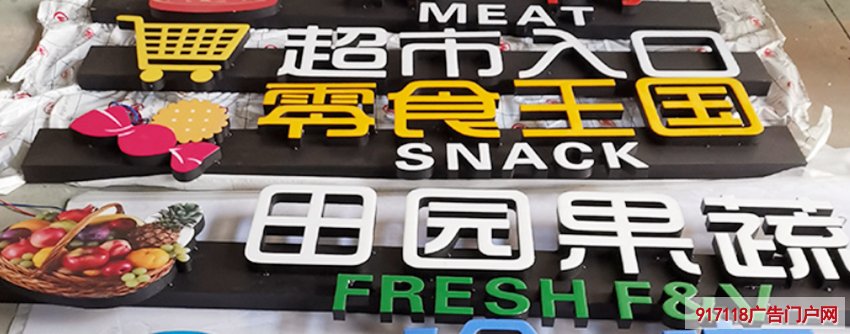 MEAT
超市入口
零食王国
SNACK
田园果蔬
FRESH F&V
917118广告门户网